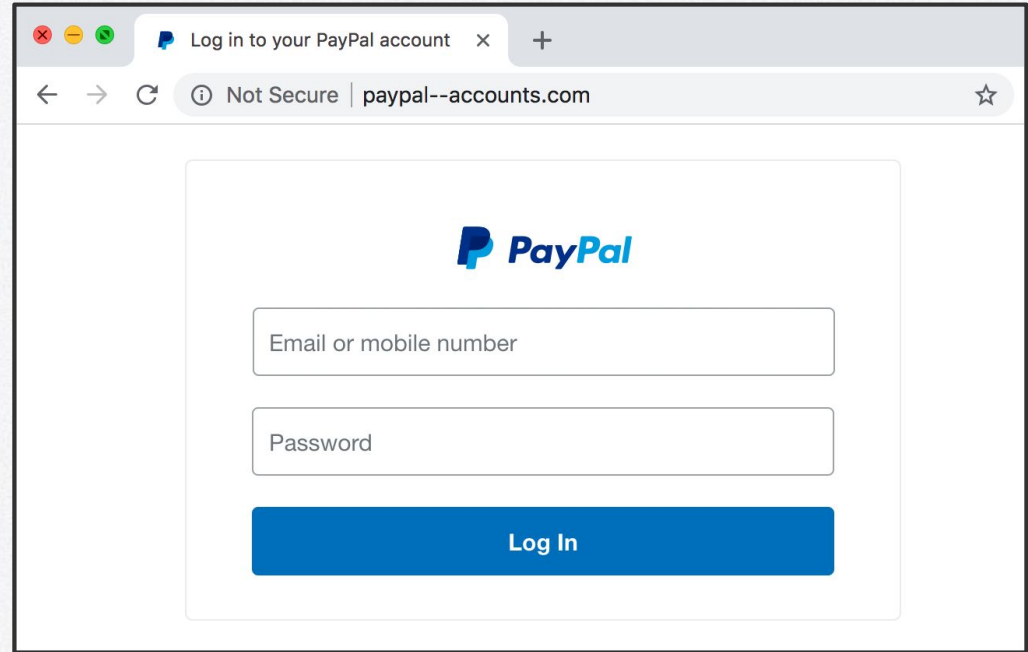 Log in to your PayPal account
Not Secure | paypal--accounts.com
PayPal
Email or mobile number
Password
Log In